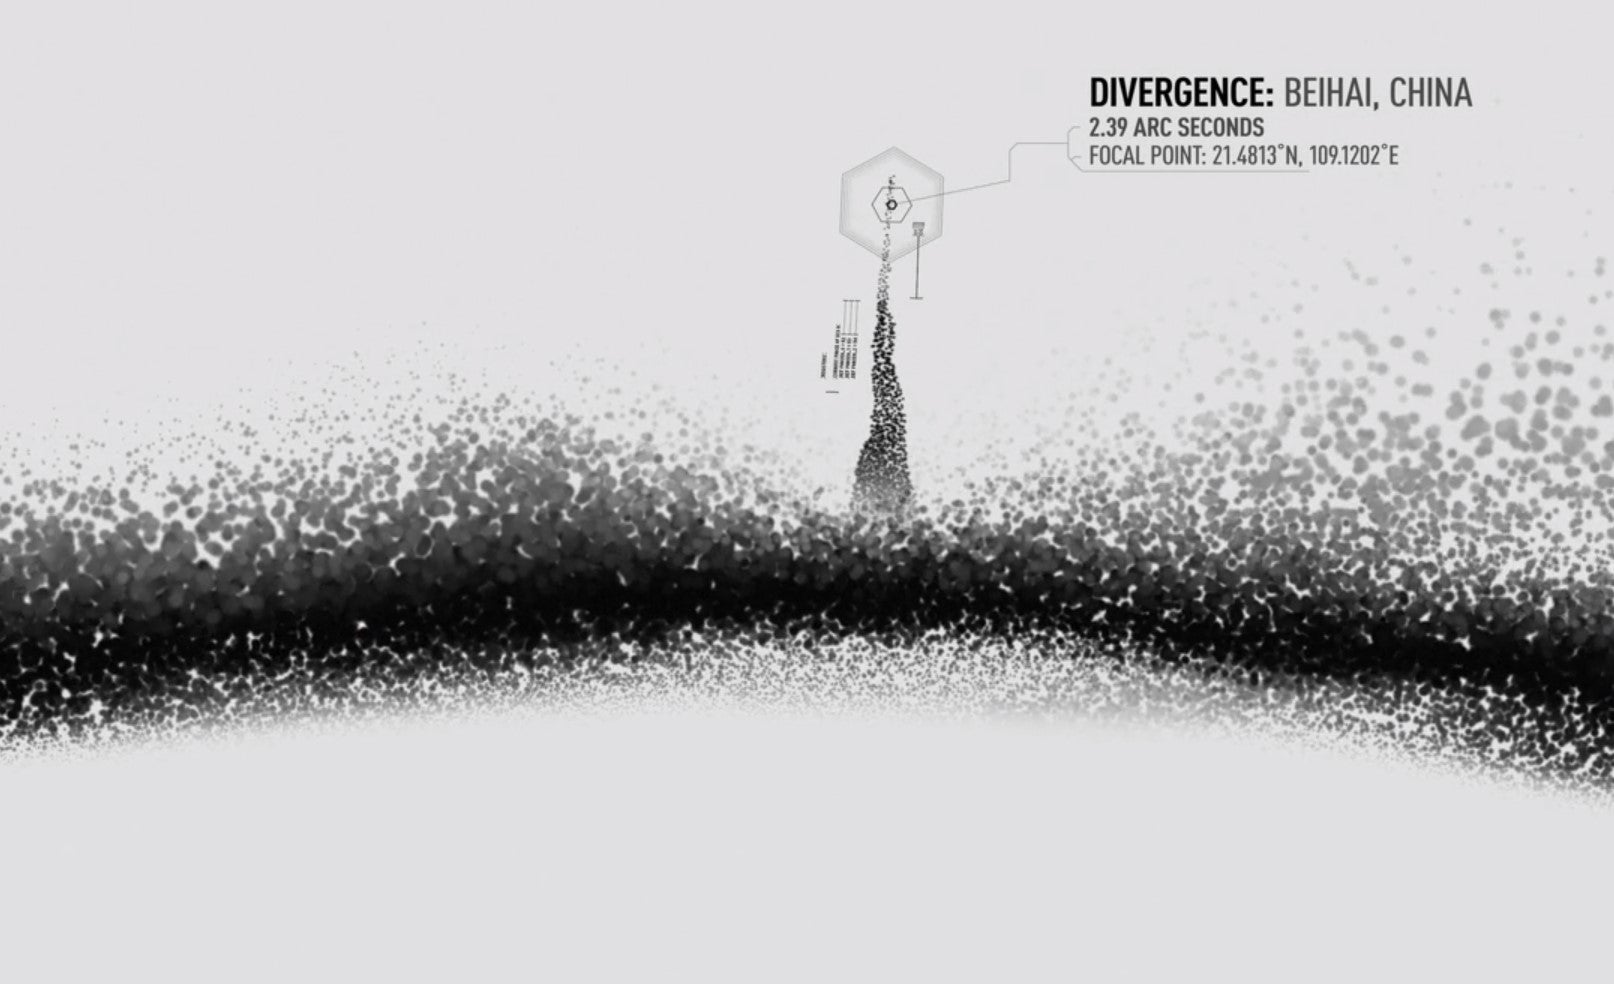 DIVERGENCE: BEIHAI, CHINA
2.39 ARC SECONDS
FOCAL POINT: 21.4813°N, 109.1202°E